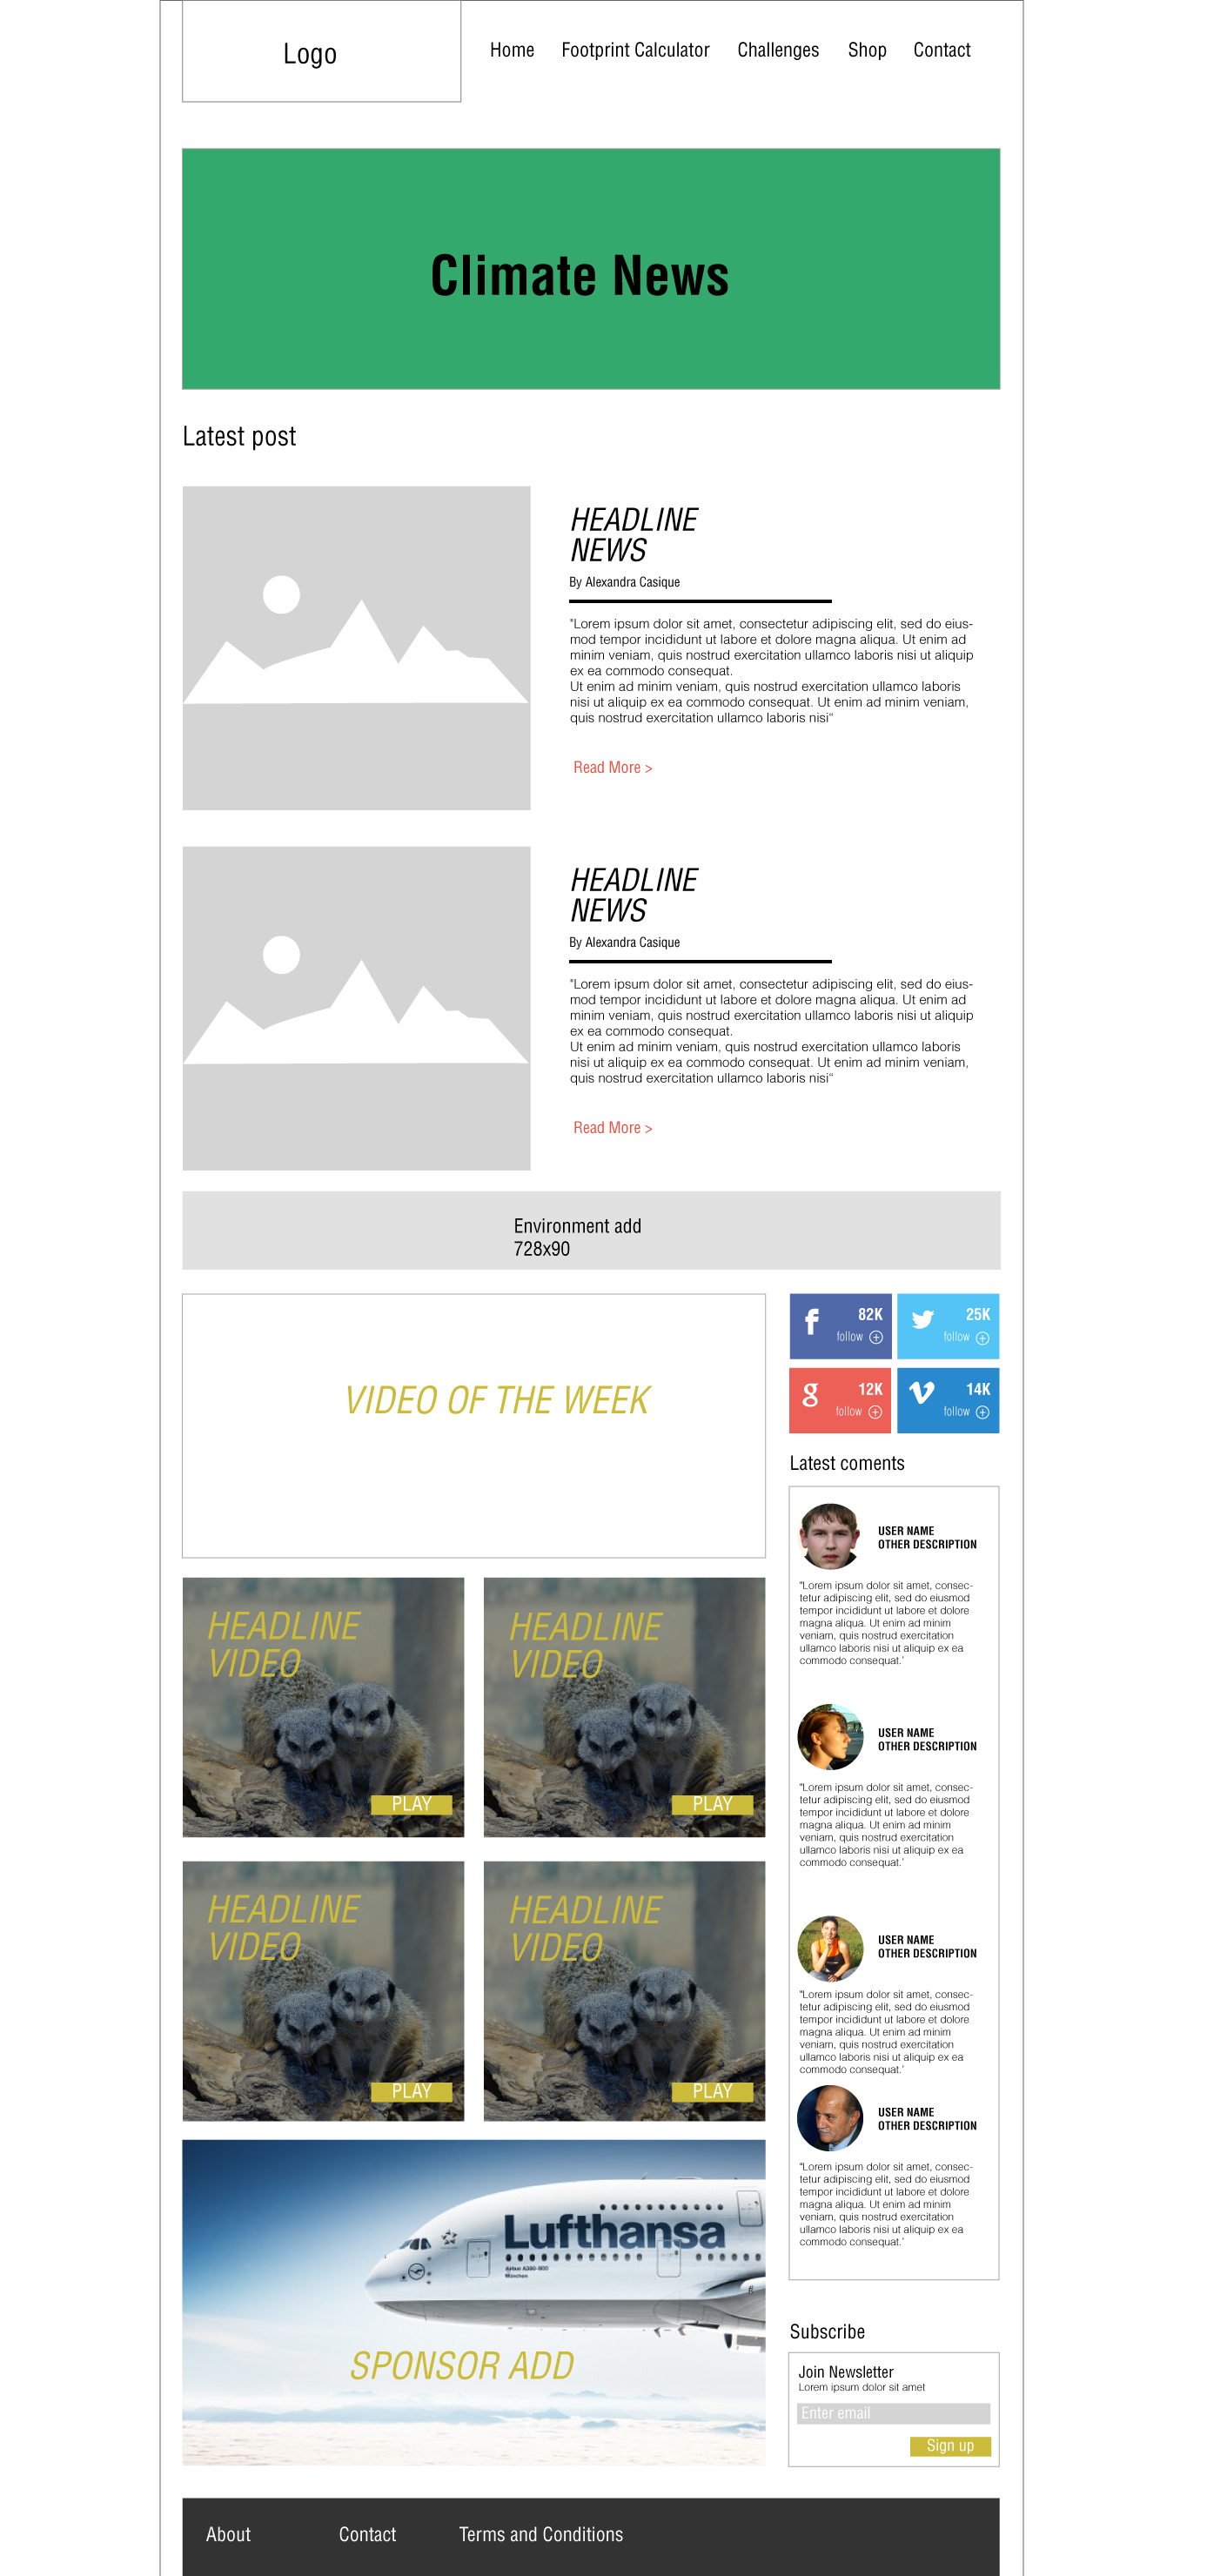 Logo
Home Footprint Calculator Challenges Shop Contact
Climate News
Latest post
HEADLINE
NEWS
By Alexandra Casique
"Lorem ipsum dolor sit amet, consectetur adipiscing elit, sed do eius-
mod tempor incididunt ut labore et dolore magna aliqua. Ut enim ad
minim veniam, quis nostrud exercitation ullamco laboris nisi ut aliquip
ex ea commodo consequat.
Ut enim ad minim veniam, quis nostrud exercitation ullamco laboris
nisi ut aliquip ex ea commodo consequat. Ut enim ad minim veniam,
quis nostrud exercitation ullamco laboris nisi"
Read More >
HEADLINE
NEWS
By Alexandra Casique
"Lorem ipsum dolor sit amet, consectetur adipiscing elit, sed do eius-
mod tempor incididunt ut labore et dolore magna aliqua. Ut enim ad
minim veniam, quis nostrud exercitation ullamco laboris nisi ut aliquip
ex ea commodo consequat.
Ut enim ad minim veniam, quis nostrud exercitation ullamco laboris
nisi ut aliquip ex ea commodo consequat. Ut enim ad minim veniam,
quis nostrud exercitation ullamco laboris nisi"
Read More >
Environment add
728x90
VIDEO OF THE WEEK
HEADLINE
VIDEO
PLAY
HEADLINE
VIDEO
PLAY
HEADLINE
VIDEO
PLAY
HEADLINE
VIDEO
PLAY
Lufthansa
Airbus A380-800
München
SPONSOR ADD
82K
follow
25K
follow
12K
follow
14K
follow
Latest coments
USER NAME
OTHER DESCRIPTION
"Lorem ipsum dolor sit amet, consec-
tetur adipiscing elit, sed do eiusmod
tempor incididunt ut labore et dolore
magna aliqua. Ut enim ad minim
veniam, quis nostrud exercitation
ullamco laboris nisi ut aliquip ex ea
commodo consequat.'
USER NAME
OTHER DESCRIPTION
"Lorem ipsum dolor sit amet, consec-
tetur adipiscing elit, sed do eiusmod
tempor incididunt ut labore et dolore
magna aliqua. Ut enim ad minim
veniam, quis nostrud exercitation
ullamco laboris nisi ut aliquip ex ea
commodo consequat.'
USER NAME
OTHER DESCRIPTION
"Lorem ipsum dolor sit amet, consec-
tetur adipiscing elit, sed do eiusmod
tempor incididunt ut labore et dolore
magna aliqua. Ut enim ad minim
veniam, quis nostrud exercitation
ullamco laboris nisi ut aliquip ex ea
commodo consequat.'
USER NAME
OTHER DESCRIPTION
"Lorem ipsum dolor sit amet, consec-
tetur adipiscing elit, sed do eiusmod
tempor incididunt ut labore et dolore
magna aliqua. Ut enim ad minim
veniam, quis nostrud exercitation
ullamco laboris nisi ut aliquip ex ea
commodo consequat.'
Subscribe
Join Newsletter
Lorem ipsum dolor sit amet
Enter email
Sign up
About Contact Terms and Conditions